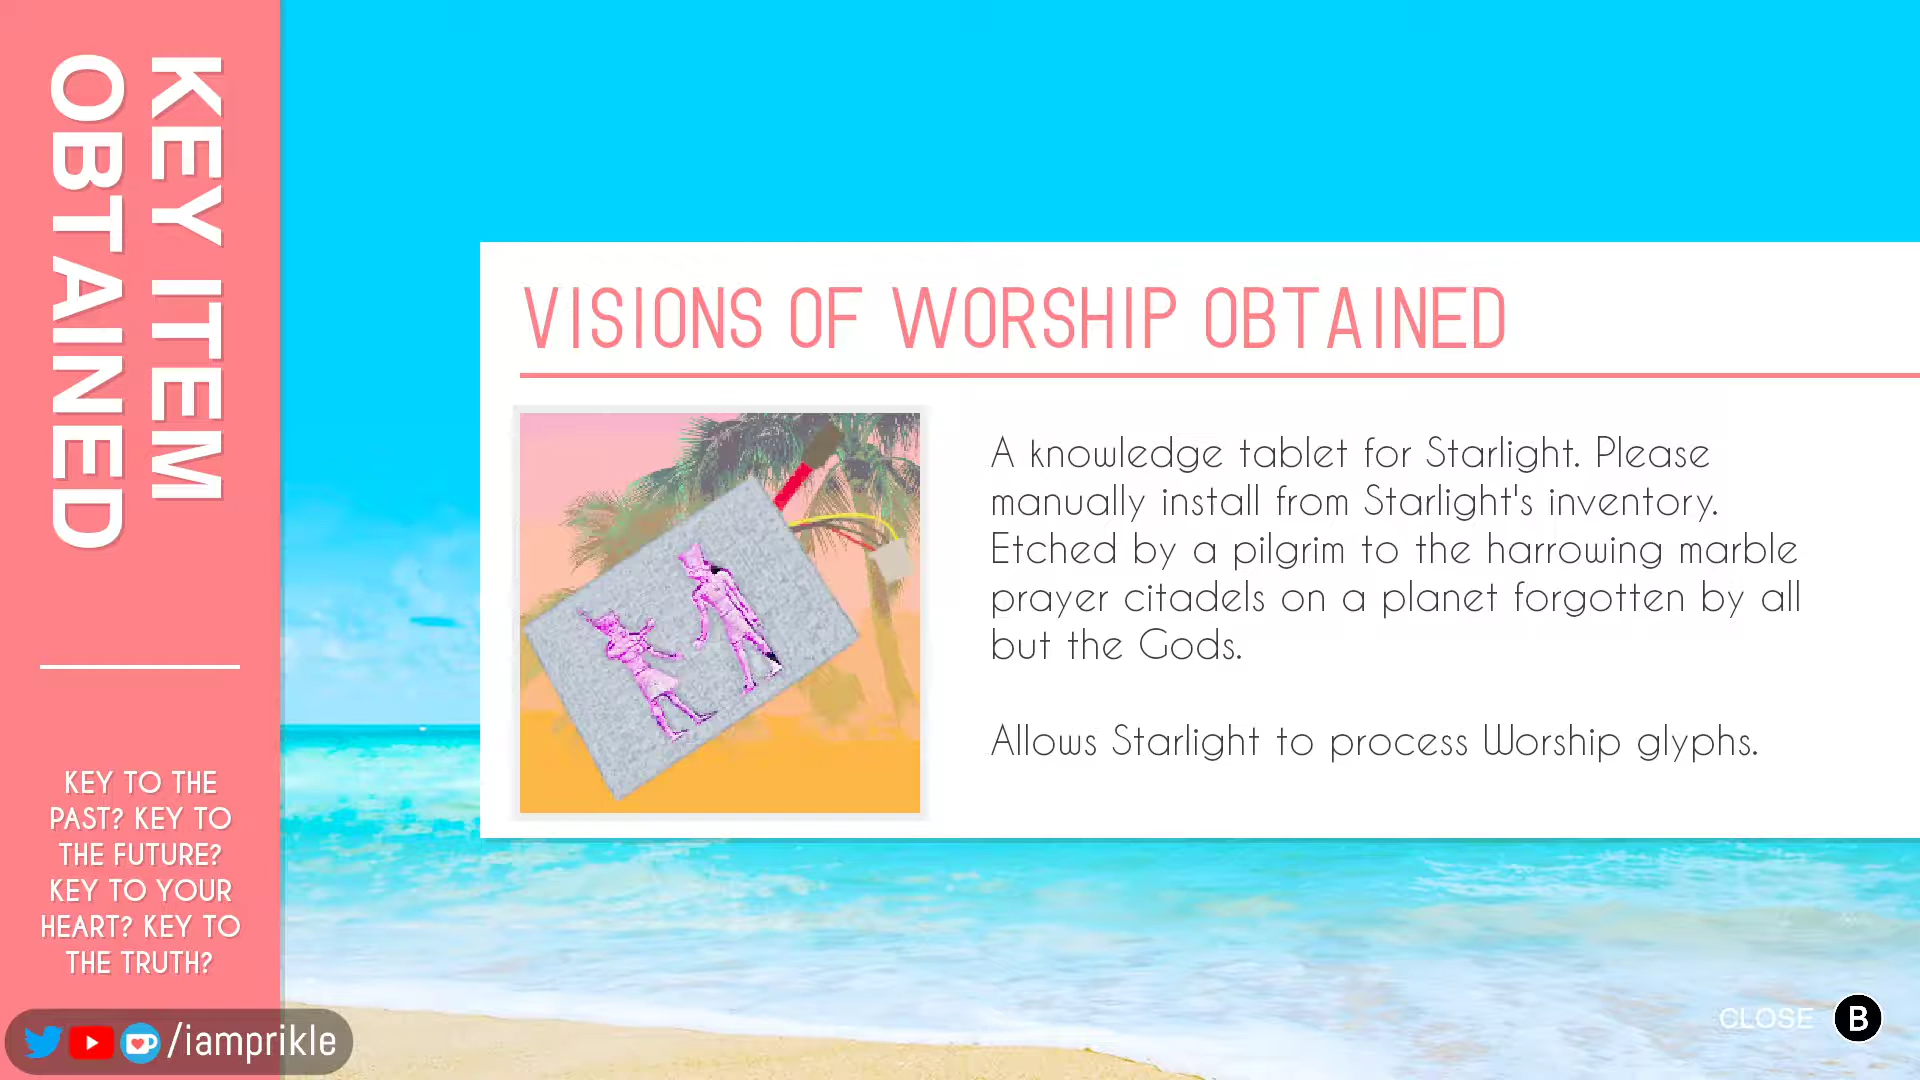 KEY ITEM
OBTAINED
KEY TO THE
PAST? KEY TO
THE FUTURE?
KEY TO YOUR
HEART? KEY TO
THE TRUTH?
/iamprikle
VISIONS OF WORSHIP OBTAINED
A knowledge tablet for Starlight. Please
manually install from Starlight's inventory.
Etched by a pilgrim to the harrowing marble
prayer citadels on a planet forgotten by all
but the Gods.
Allows Starlight to process Worship glyphs.
CLOSE B